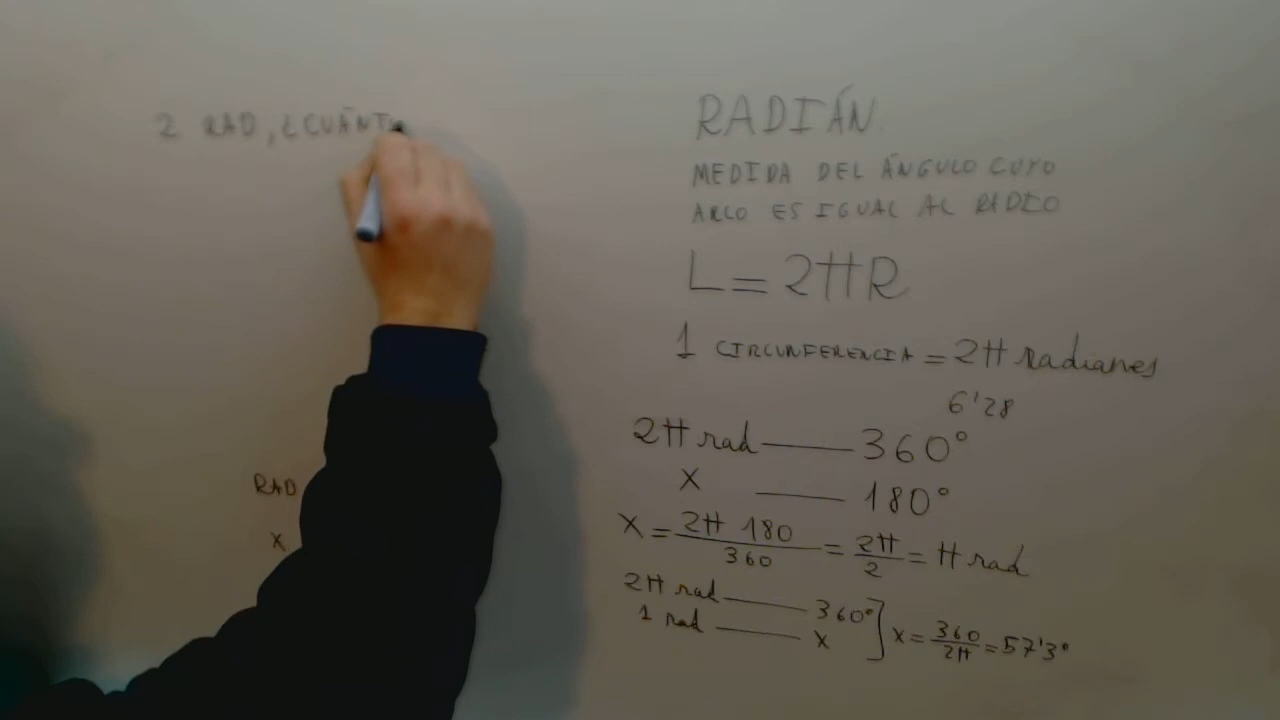 2 RAD, ¿CUÁNT
RAD
X
RADIÁN
MEDIDA DEL ÁNGULO CUYO
ARCO ES IGUAL AL RADIO
L = 2πR
1 CIRCUNFERENCIA = 2π radianes
6'28
2π rad —— 360°
X —— 180°
X = 2π 180 / 360 = 2π / 2 = π rad
2π rad —— 360°
1 rad —— X ] X = 360 / 2π = 57'3°